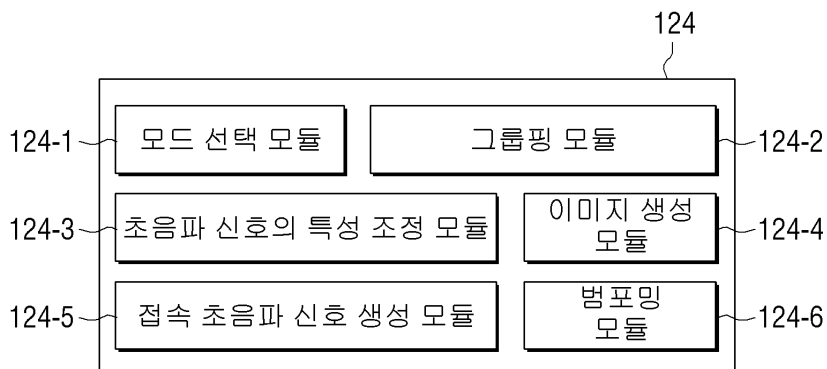 124
124-1
모드 선택 모듈
그룹핑 모듈
124-2
124-3
초음파 신호의 특성 조정 모듈
이미지 생성
모듈
124-4
124-5
접속 초음파 신호 생성 모듈
범포밍
모듈
124-6